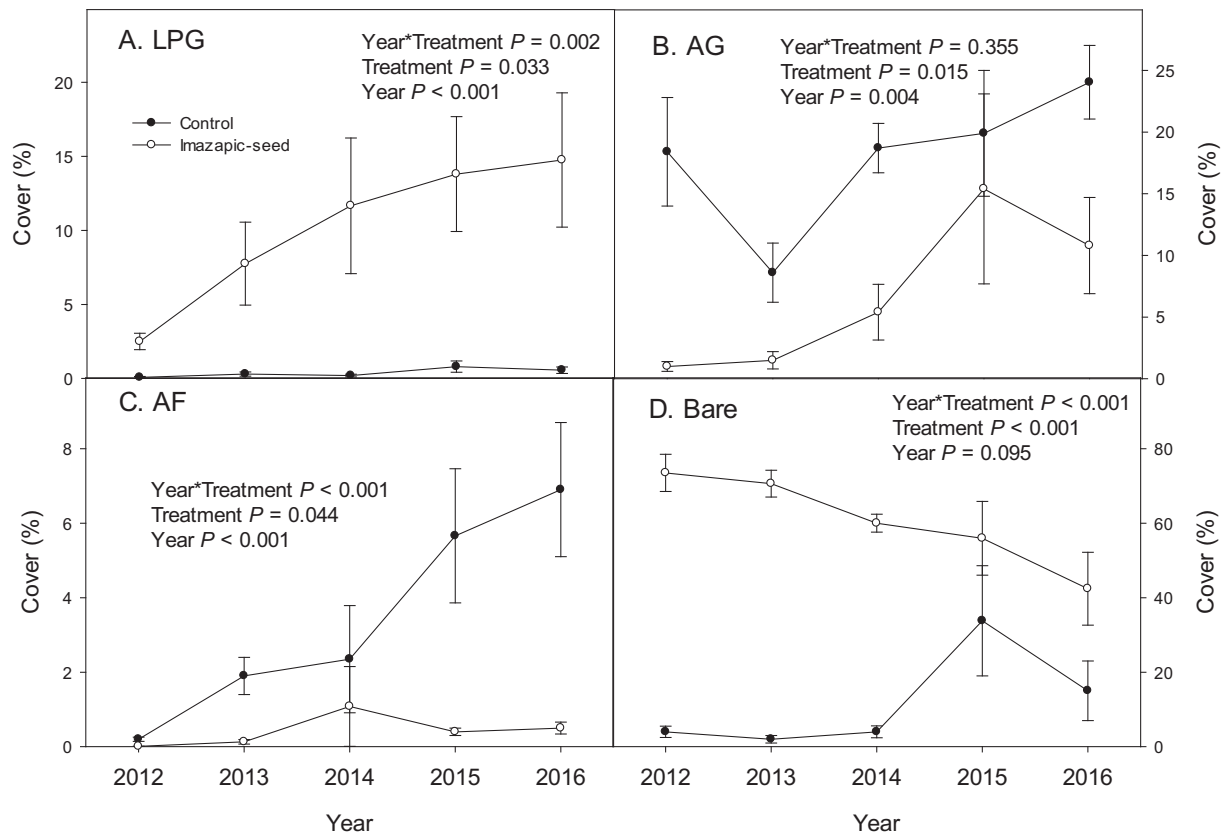 A. LPG
Year*Treatment P = 0.002
Treatment P = 0.033
Year P < 0.001
Control
Imazapic-seed
Cover (%)
20
15
10
5
0
B. AG
Year*Treatment P = 0.355
Treatment P = 0.015
Year P = 0.004
25
20
15
10
5
0
Cover (%)
C. AF
Year*Treatment P < 0.001
Treatment P = 0.044
Year P < 0.001
Cover (%)
8
6
4
2
0
2012 2013 2014 2015 2016
Year
D. Bare
Year*Treatment P < 0.001
Treatment P < 0.001
Year P = 0.095
80
60
40
20
0
Cover (%)
2012 2013 2014 2015 2016
Year